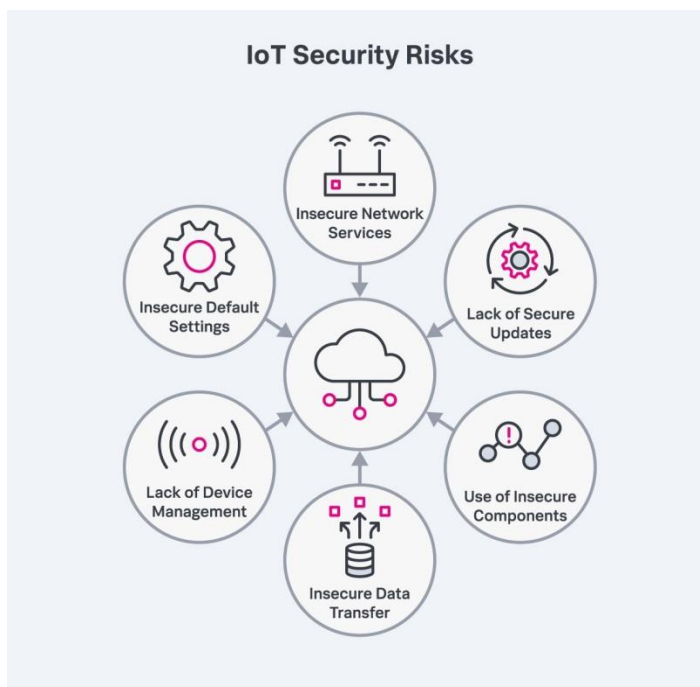 IoT Security Risks
Insecure Network
Services
Insecure Default
Settings
Lack of Secure
Updates
Lack of Device
Management
Use of Insecure
Components
Insecure Data
Transfer